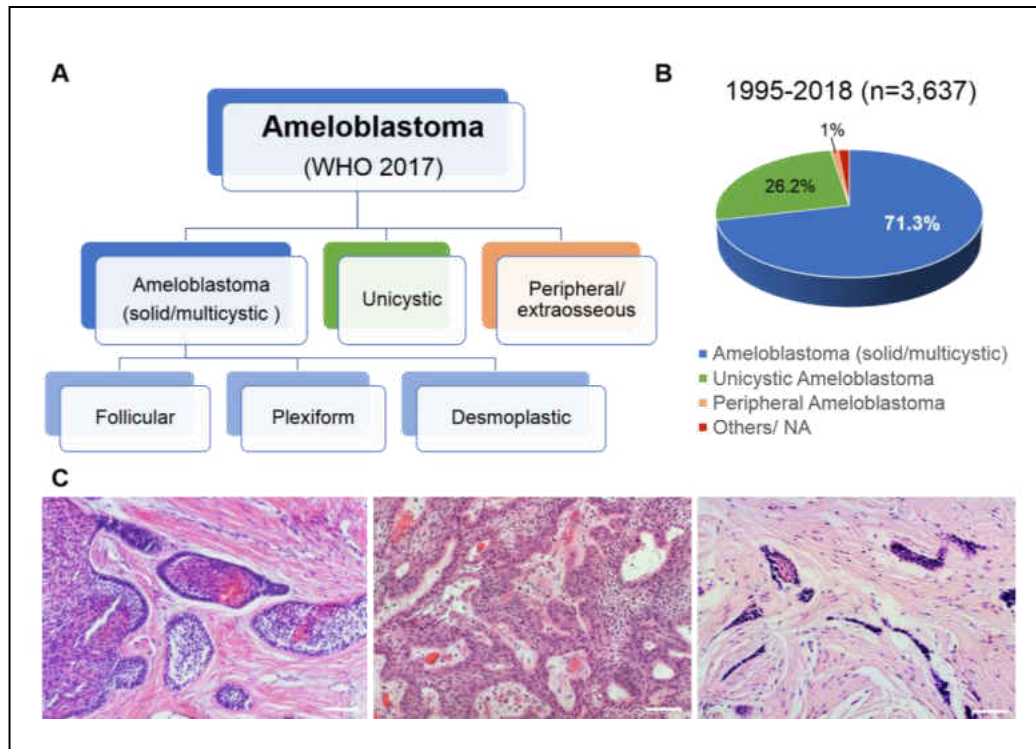 A
Ameloblastoma
(WHO 2017)
Ameloblastoma
(solid/multicystic )
Unicystic
Peripheral/
extraosseous
Follicular
Plexiform
Desmoplastic
B
1995-2018 (n=3,637)
1%
26.2%
71.3%
Ameloblastoma (solid/multicystic)
Unicystic Ameloblastoma
Peripheral Ameloblastoma
Others/ NA
C